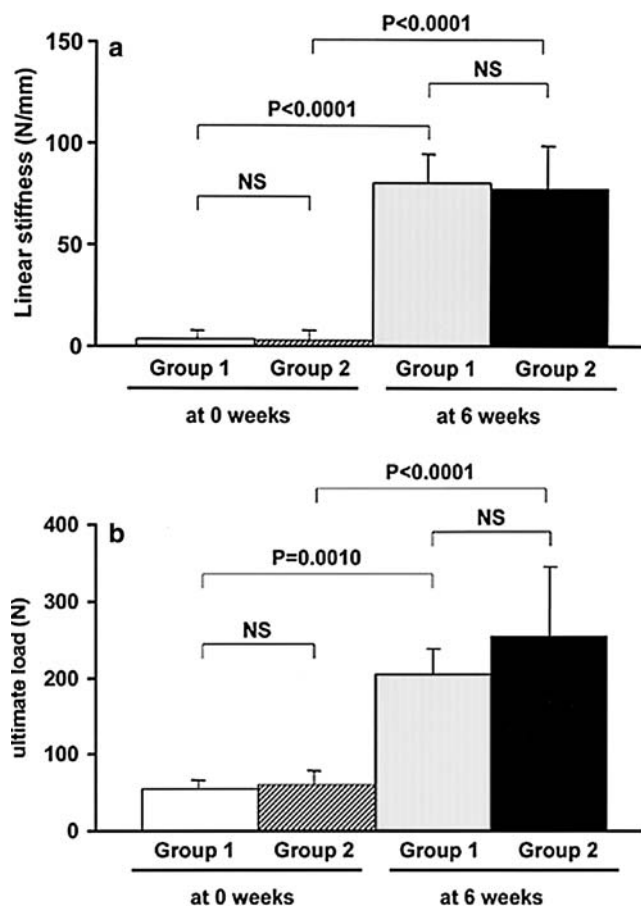 a
P<0.0001
NS
P<0.0001
NS
Linear stiffness (N/mm)
150
100
50
0
Group 1 Group 2 Group 1 Group 2
at 0 weeks at 6 weeks
b
P<0.0001
NS
P=0.0010
NS
ultimate load (N)
400
300
200
100
0
Group 1 Group 2 Group 1 Group 2
at 0 weeks at 6 weeks